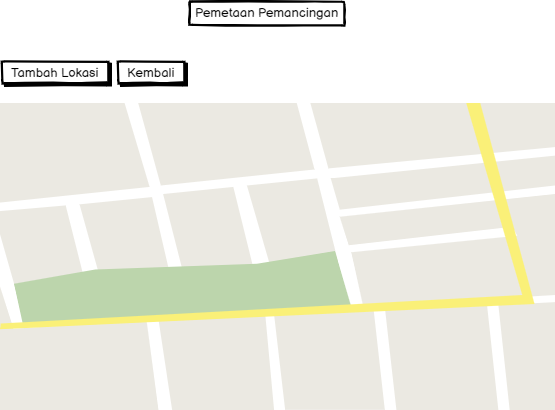 Pemetaan Pemancingan
Tambah Lokasi
Kembali